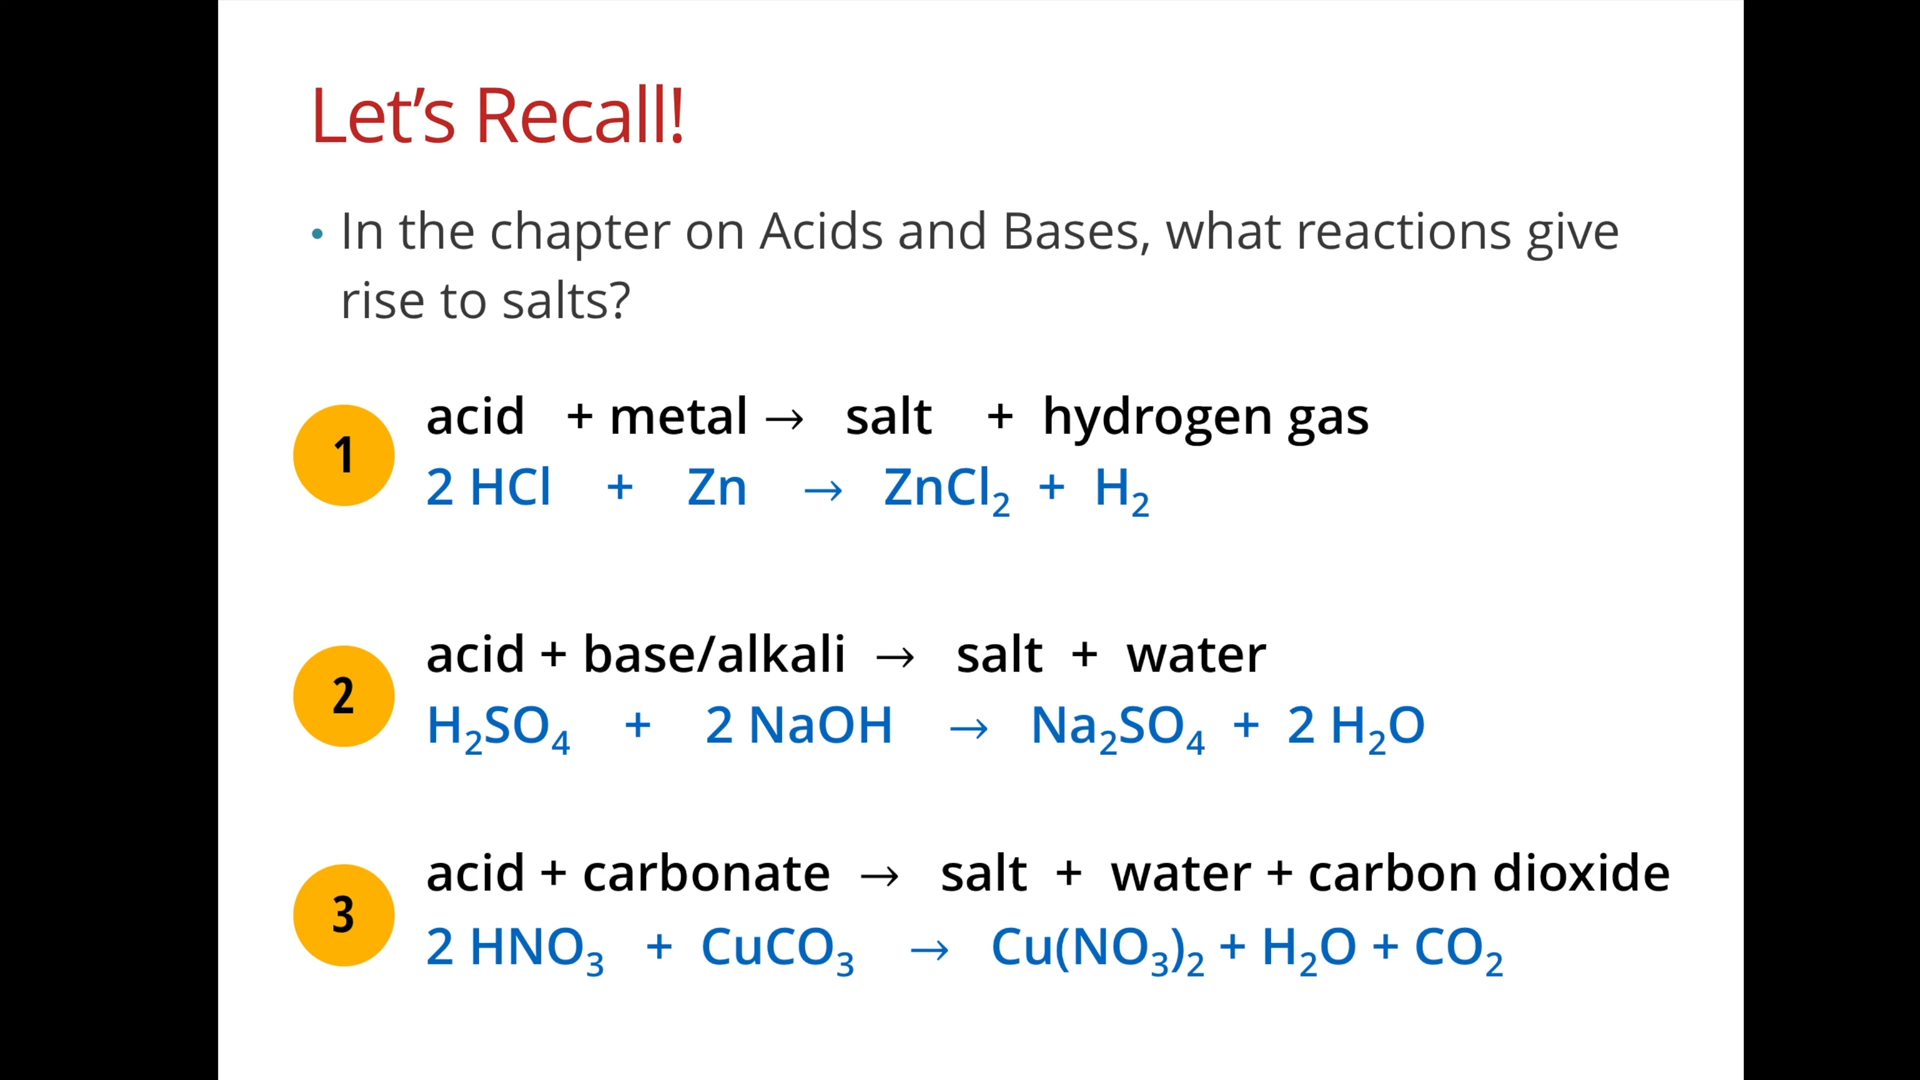 Let’s Recall!
• In the chapter on Acids and Bases, what reactions give
rise to salts?
1
acid + metal → salt + hydrogen gas
2 HCl + Zn → ZnCl₂ + H₂
2
acid + base/alkali → salt + water
H₂SO₄ + 2 NaOH → Na₂SO₄ + 2 H₂O
3
acid + carbonate → salt + water + carbon dioxide
2 HNO₃ + CuCO₃ → Cu(NO₃)₂ + H₂O + CO₂